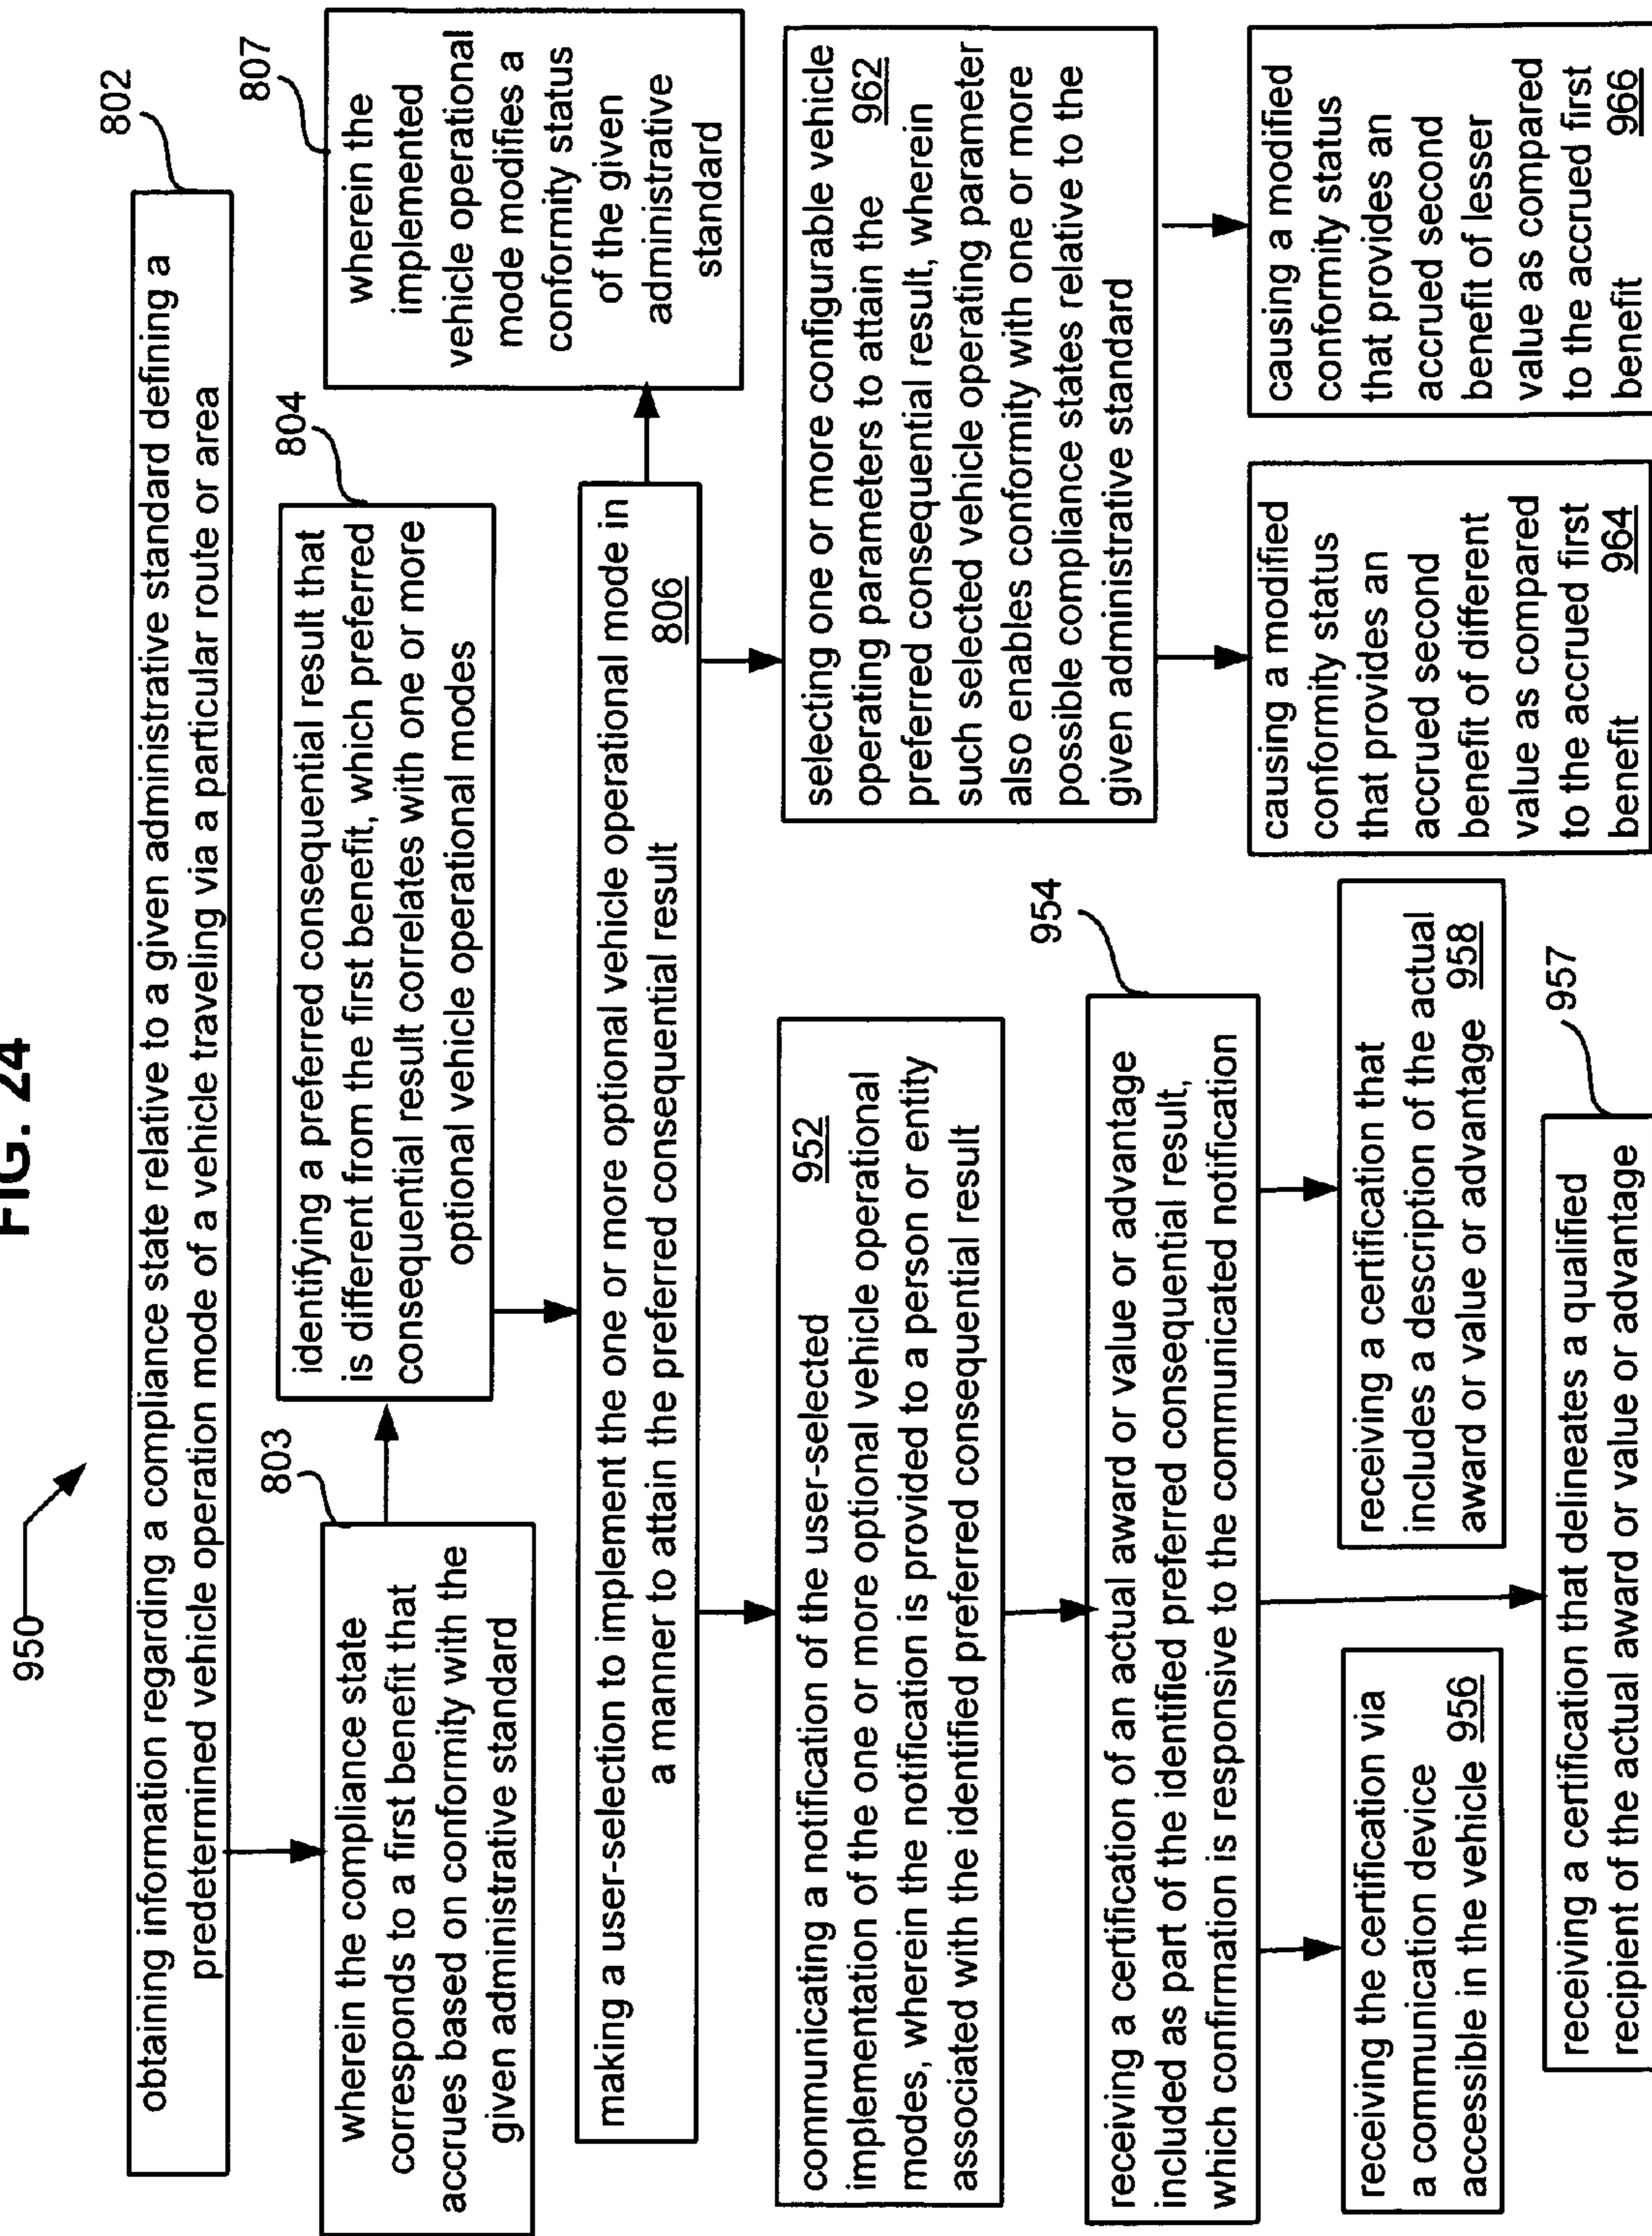 FIG. 24
950
802
obtaining information regarding a compliance state relative to a given administrative standard defining a
predetermined vehicle operation mode of a vehicle traveling via a particular route or area
803
wherein the compliance state
corresponds to a first benefit that
accrues based on conformity with the
given administrative standard
804
identifying a preferred consequential result that
is different from the first benefit, which preferred
consequential result correlates with one or more
optional vehicle operational modes
807
wherein the
implemented
vehicle operational
mode modifies a
conformity status
of the given
administrative
standard
making a user-selection to implement the one or more optional vehicle operational mode in
a manner to attain the preferred consequential result 806
communicating a notification of the user-selected 952
implementation of the one or more optional vehicle operational
modes, wherein the notification is provided to a person or entity
associated with the identified preferred consequential result
selecting one or more configurable vehicle
operating parameters to attain the 962
preferred consequential result, wherein
such selected vehicle operating parameter
also enables conformity with one or more
possible compliance states relative to the
given administrative standard
954
receiving a certification of an actual award or value or advantage
included as part of the identified preferred consequential result,
which confirmation is responsive to the communicated notification
causing a modified
conformity status
that provides an
accrued second
benefit of different
value as compared
to the accrued first
benefit 964
causing a modified
conformity status
that provides an
accrued second
benefit of lesser
value as compared
to the accrued first
benefit 966
receiving the certification via
a communication device
accessible in the vehicle 956
receiving a certification that
includes a description of the actual
award or value or advantage 958
957
receiving a certification that delineates a qualified
recipient of the actual award or value or advantage